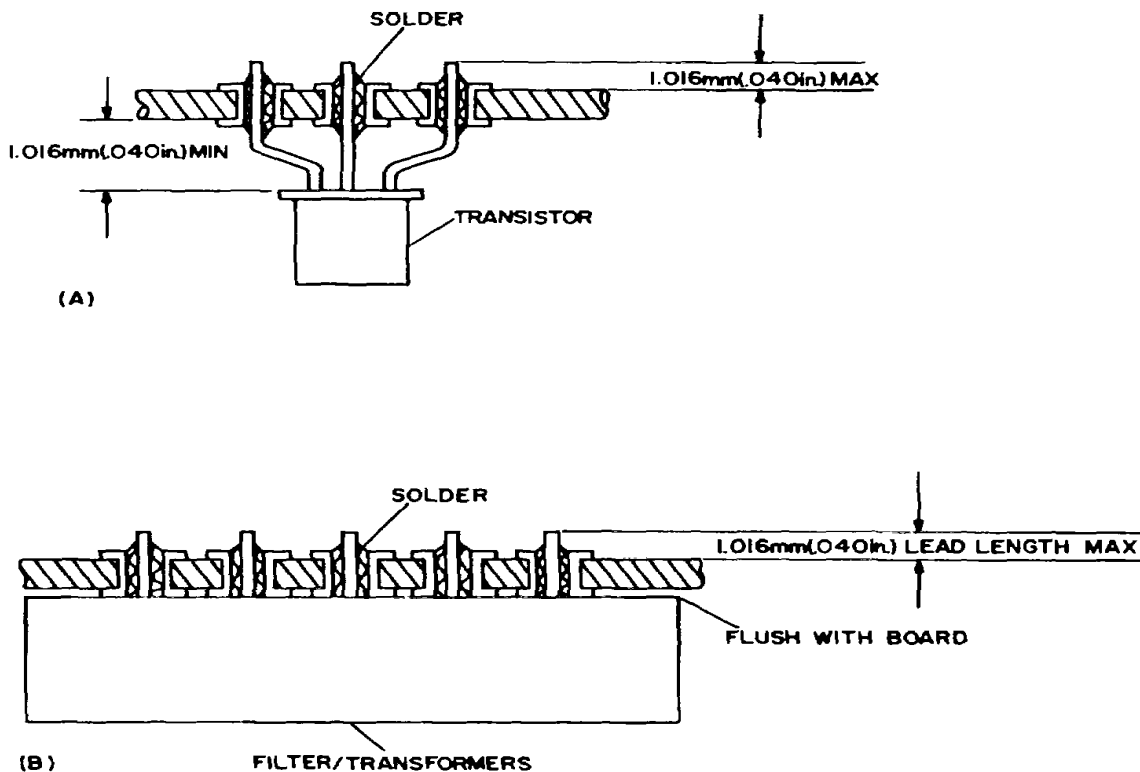 SOLDER
1.016mm(.040in.) MAX
1.016mm(.040in.) MIN
TRANSISTOR
(A)
SOLDER
1.016mm(.040in.) LEAD LENGTH MAX
FLUSH WITH BOARD
(B)
FILTER/TRANSFORMERS